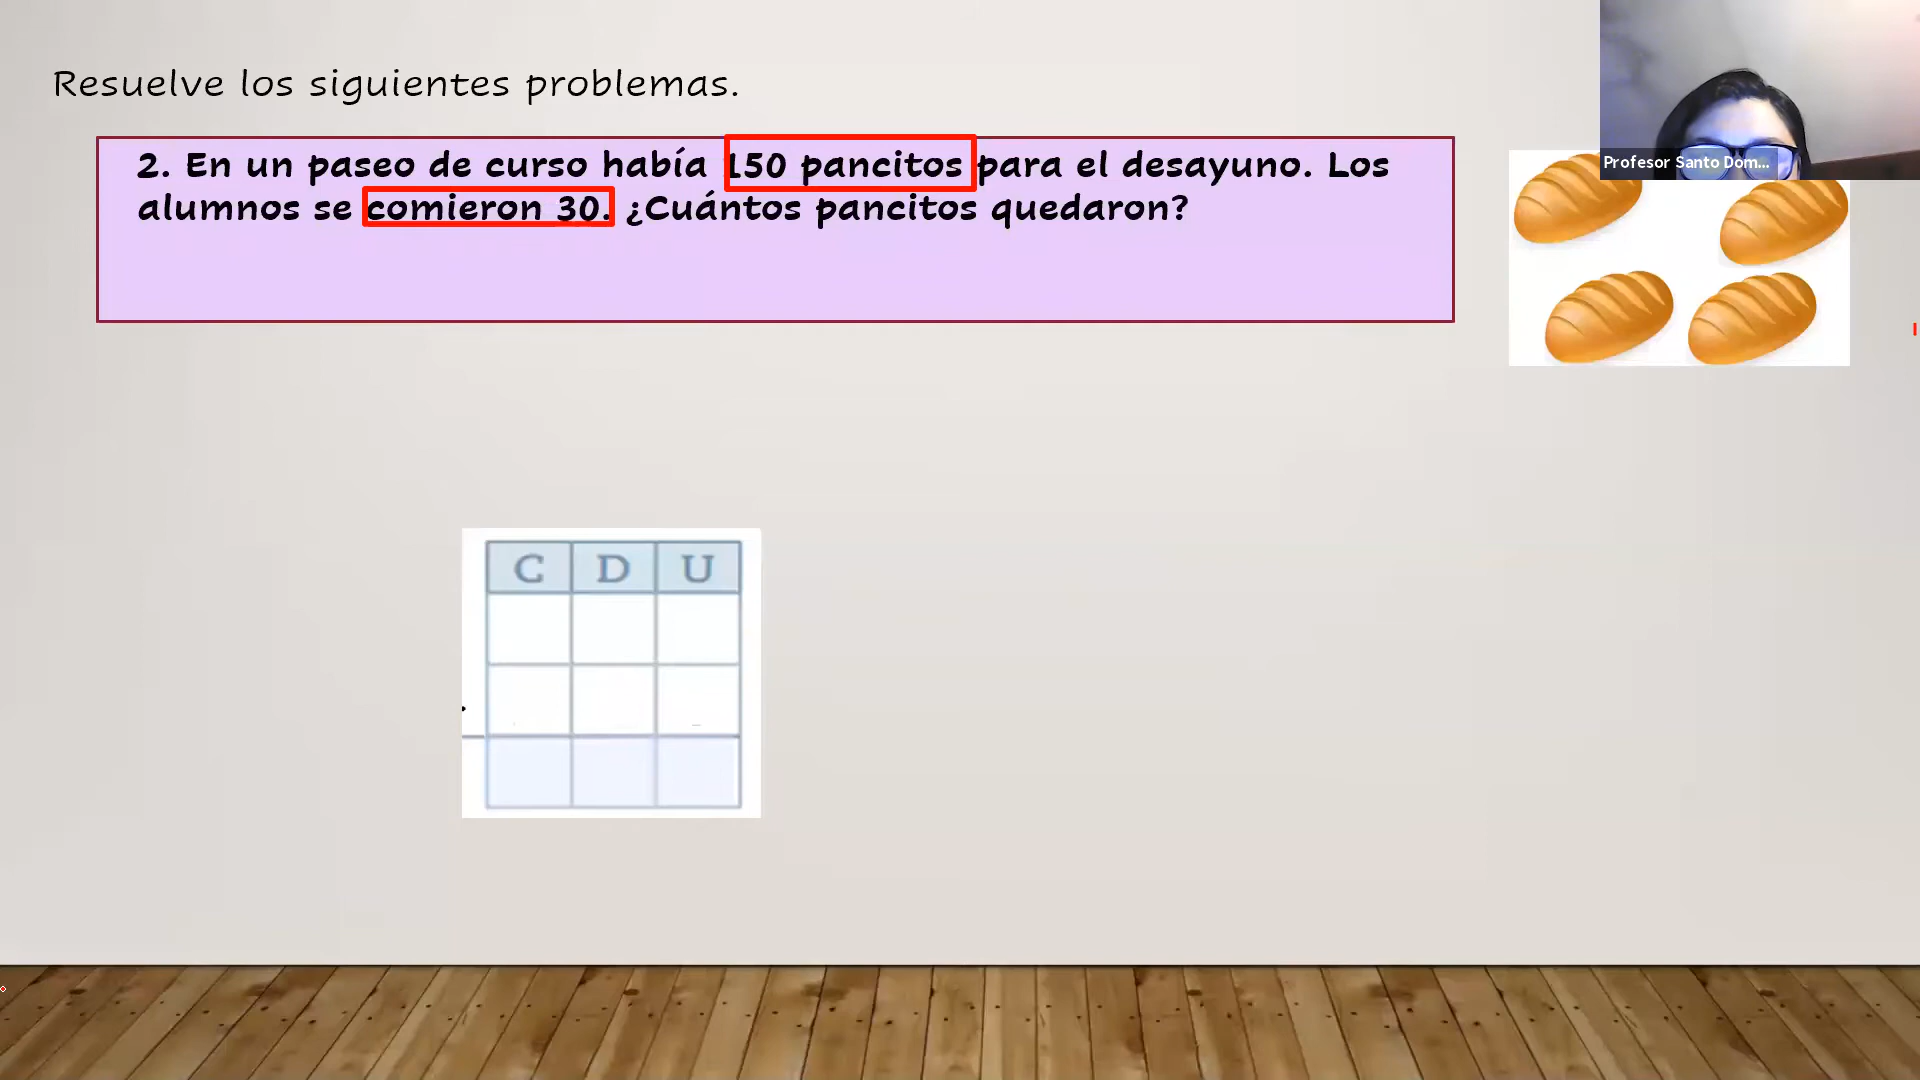 Resuelve los siguientes problemas.
2. En un paseo de curso había 150 pancitos para el desayuno. Los
alumnos se comieron 30. ¿Cuántos pancitos quedaron?
Profesor Santo Dom...
C D U